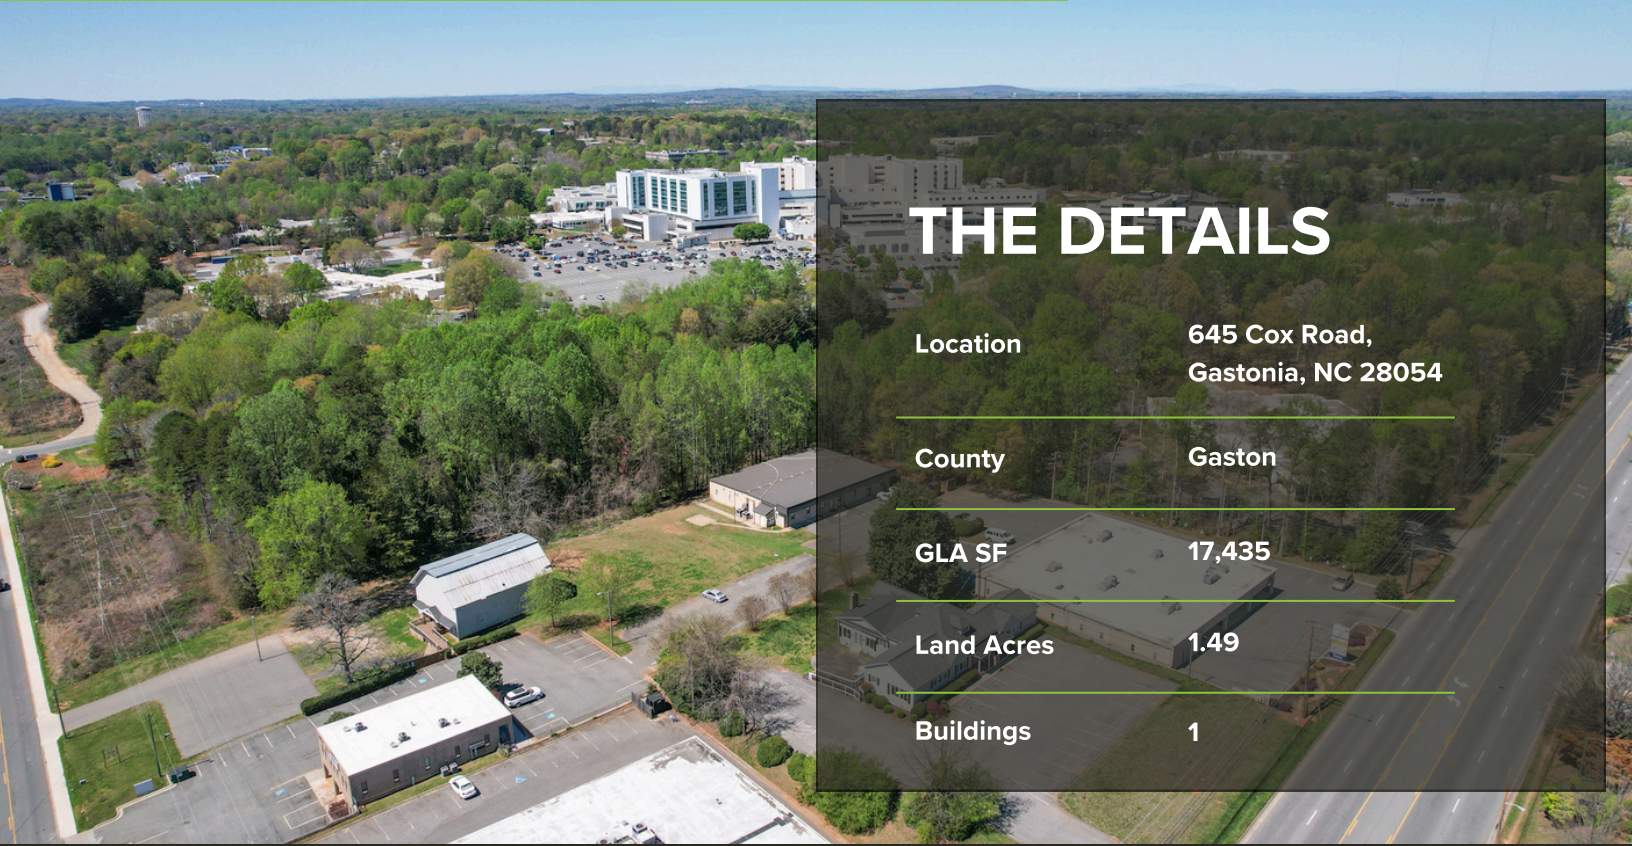 THE DETAILS
Location
645 Cox Road,
Gastonia, NC 28054
County
Gaston
GLA SF
17,435
Land Acres
1.49
Buildings
1